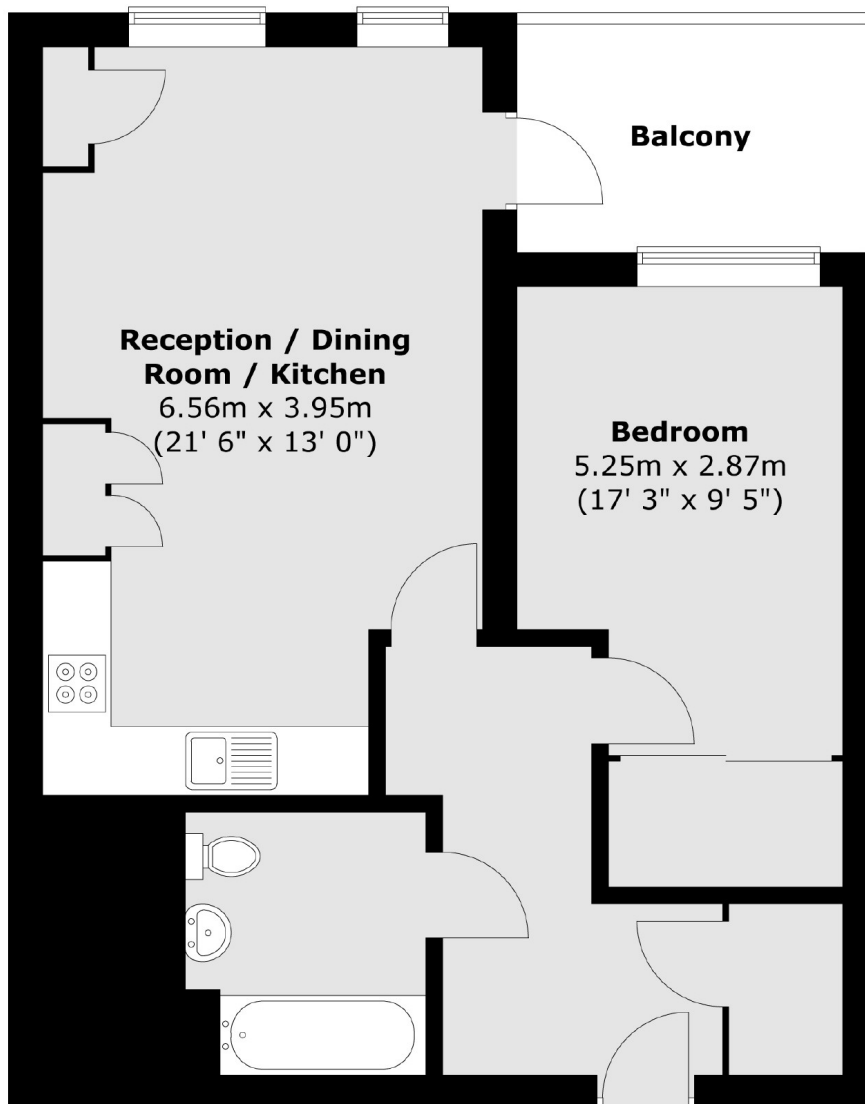 Balcony
Reception / Dining
Room / Kitchen
6.56m x 3.95m
(21' 6" x 13' 0")
Bedroom
5.25m x 2.87m
(17' 3" x 9' 5")